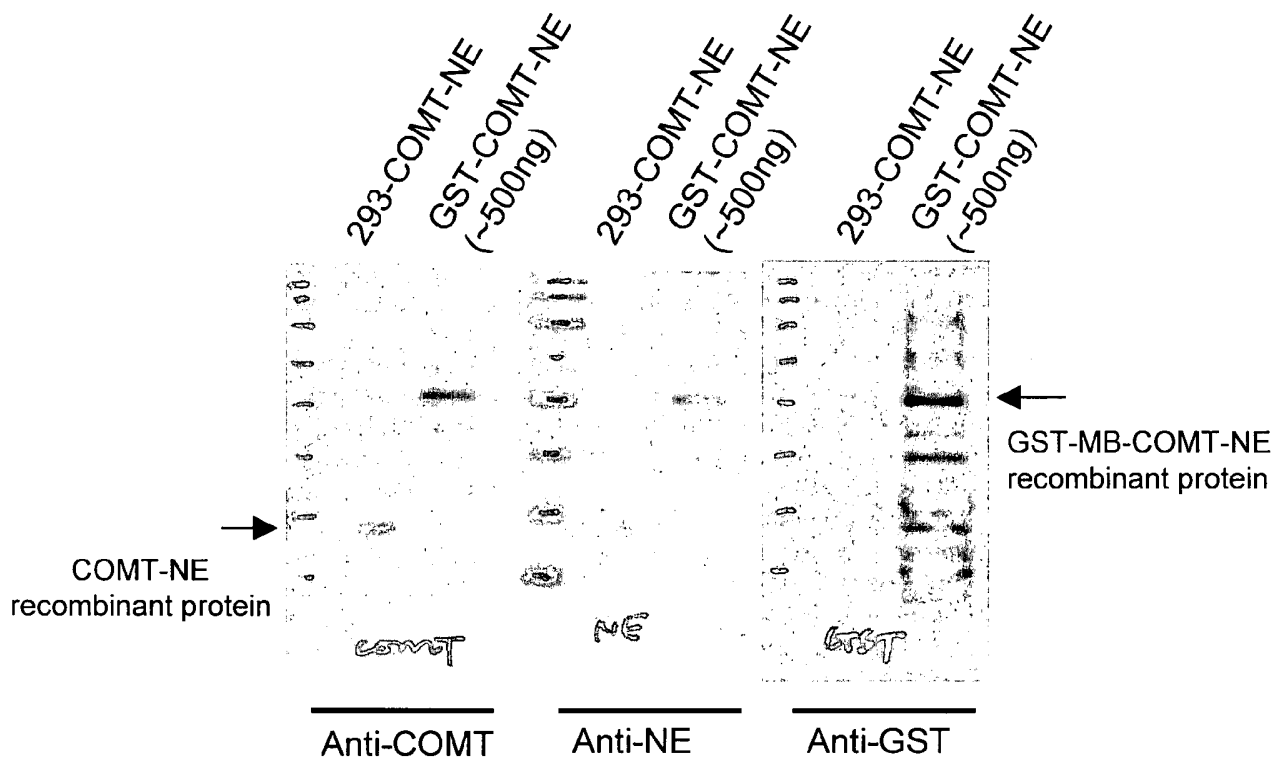 293-COMT-NE
GST-COMT-NE
(~500ng)
293-COMT-NE
GST-COMT-NE
(~500ng)
293-COMT-NE
GST-COMT-NE
(~500ng)
COMT-NE
recombinant protein
GST-MB-COMT-NE
recombinant protein
COMT
NE
GST
Anti-COMT
Anti-NE
Anti-GST